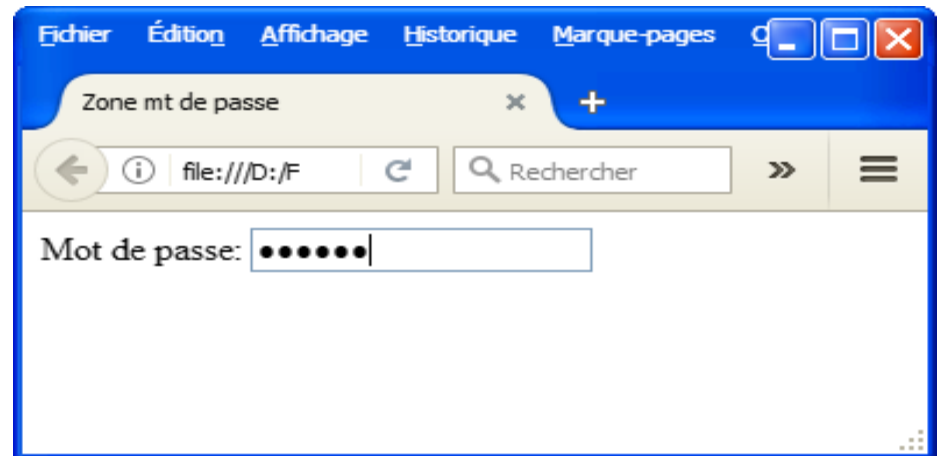 Fichier Édition Affichage Historique Marque-pages
Zone mt de passe
file:///D:/F Rechercher
Mot de passe: ••••••